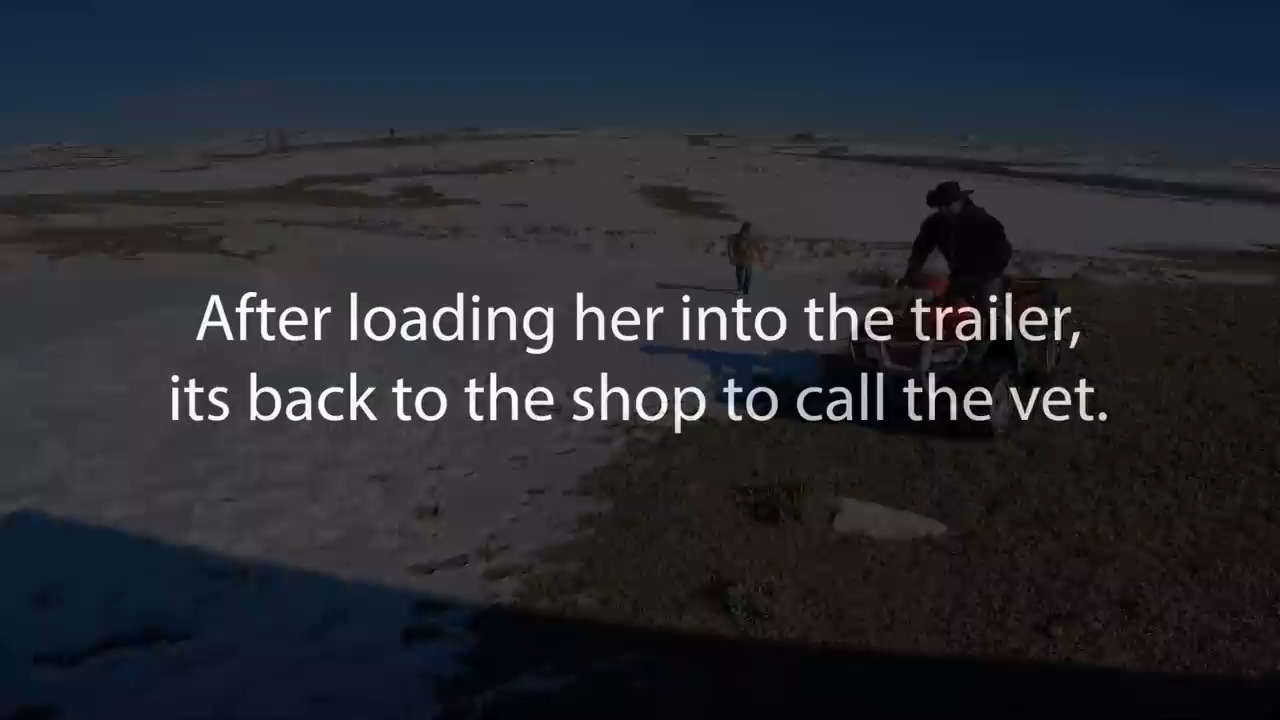 After loading her into the trailer,
its back to the shop to call the vet.